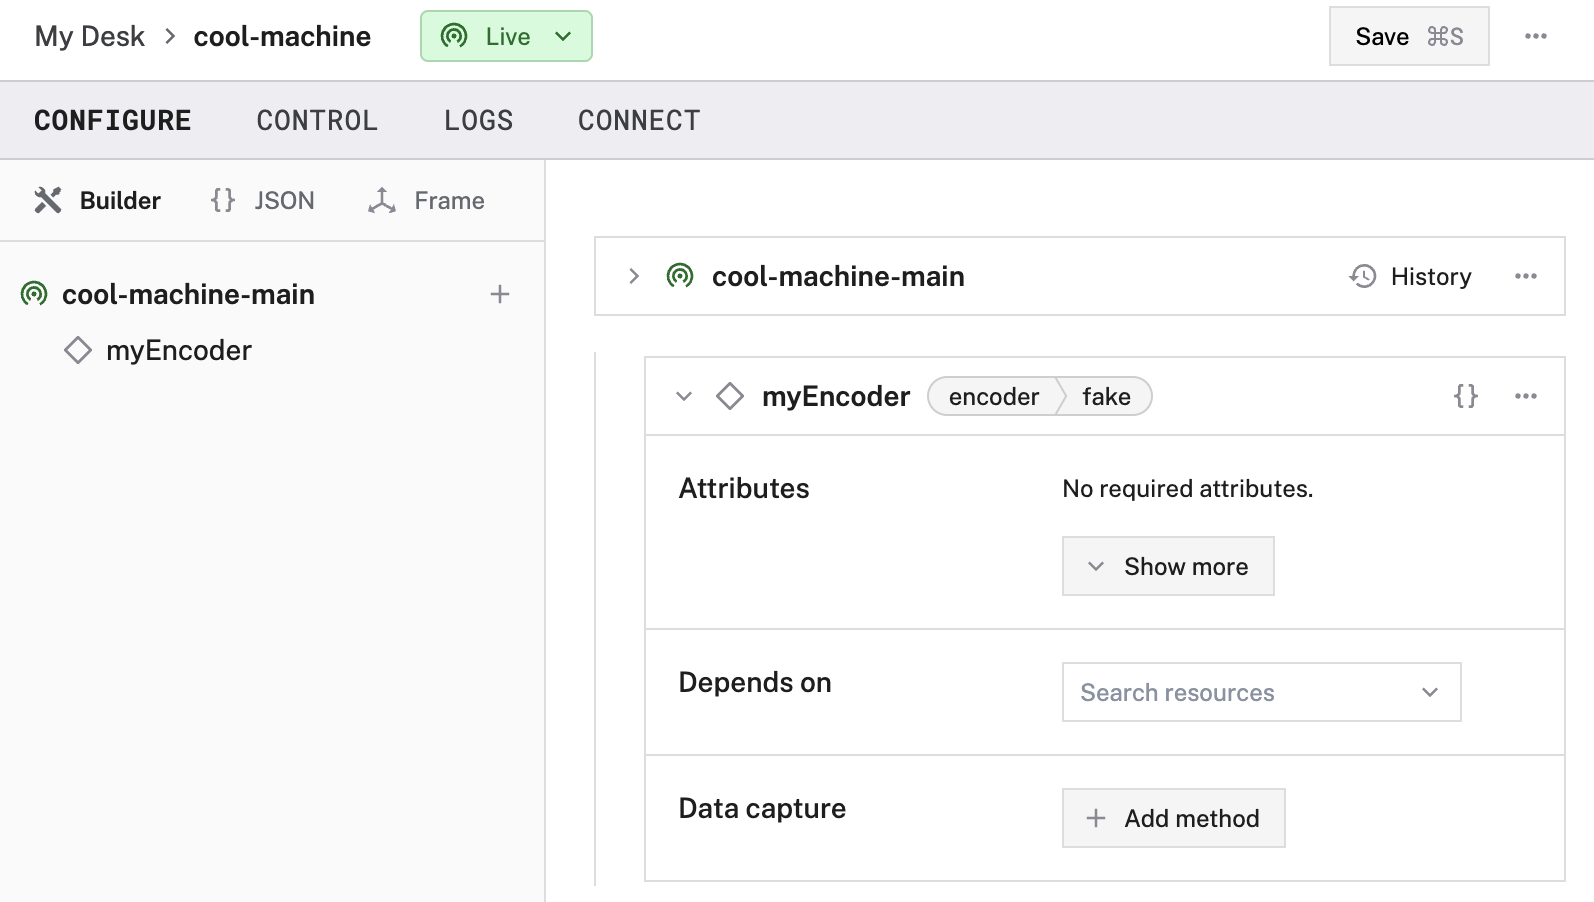 My Desk > cool-machine Live Save ⌘S
CONFIGURE CONTROL LOGS CONNECT
Builder {} JSON Frame
cool-machine-main
myEncoder
cool-machine-main History
myEncoder encoder fake {}
Attributes No required attributes.
Show more
Depends on Search resources
Data capture Add method